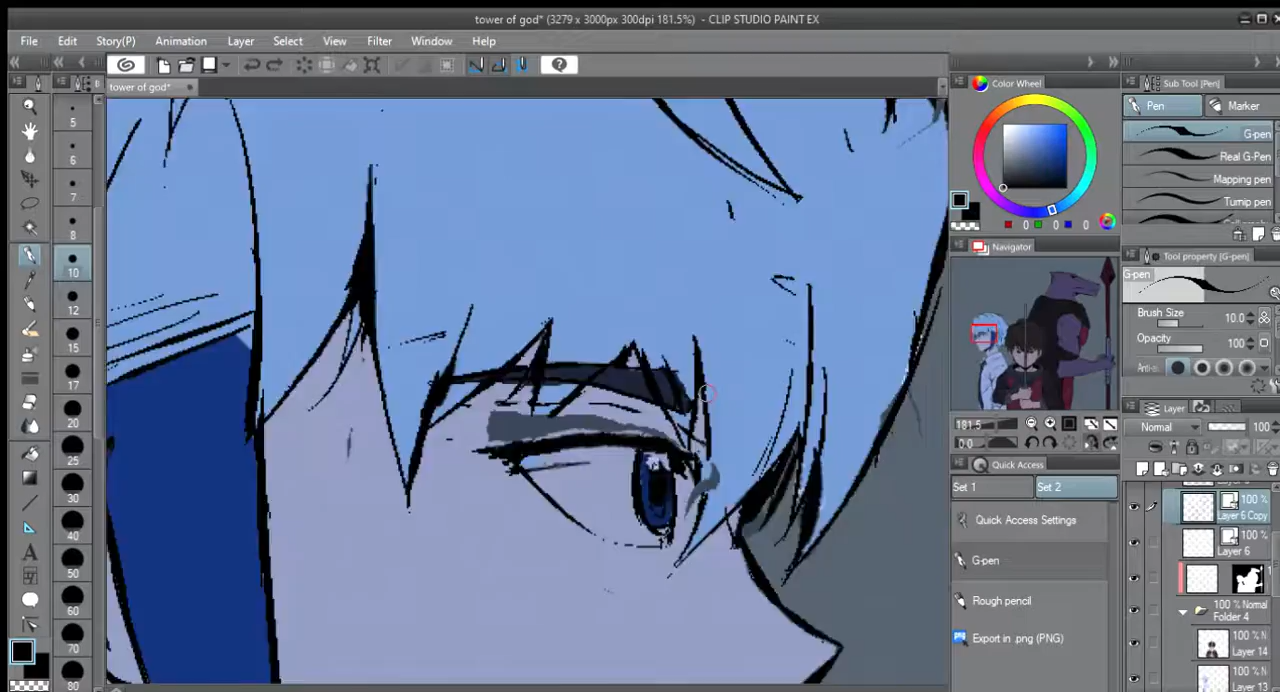 tower of god* (3279 x 3000px 300dpi 181.5%) - CLIP STUDIO PAINT EX
File Edit Story(P) Animation Layer Select View Filter Window Help
tower of god*
5
6
7
8
10
12
15
17
20
25
30
40
50
60
70
80
Color Wheel
0 0 0
Navigator
181.5
0.0
Quick Access
Set 1 Set 2
Quick Access Settings
G-pen
Rough pencil
Export in .png (PNG)
Sub Tool [Pen]
Pen Marker
G-pen
Real G-Pen
Mapping pen
Turnip pen
Tool property [G-pen]
G-pen
Brush Size 10.0
Opacity 100
Anti-a
Layer
Normal 100
100 %
Layer 6 Copy
100 %
Layer 6
100 % Normal
Folder 4
100 % N
Layer 14
100 % N
Layer 13